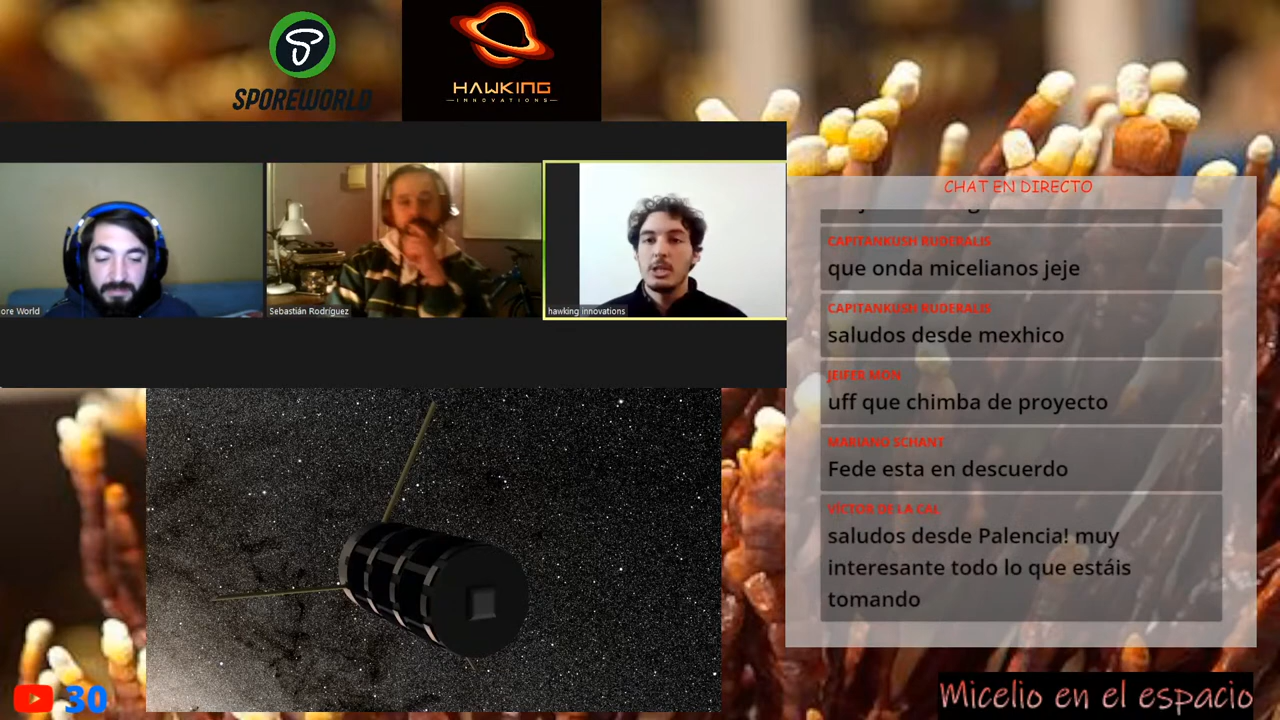 SPOREWORLD
HAWKING
INNOVATIONS
ore World
Sebastián Rodríguez
hawking innovations
CHAT EN DIRECTO
CAPITANKUSH RUDERALIS
que onda micelianos jeje
CAPITANKUSH RUDERALIS
saludos desde mexhico
JEIFER MON
uff que chimba de proyecto
MARIANO SCHANT
Fede esta en descuerdo
VÍCTOR DE LA CAL
saludos desde Palencia! muy
interesante todo lo que estáis
tomando
30
Micelio en el espacio